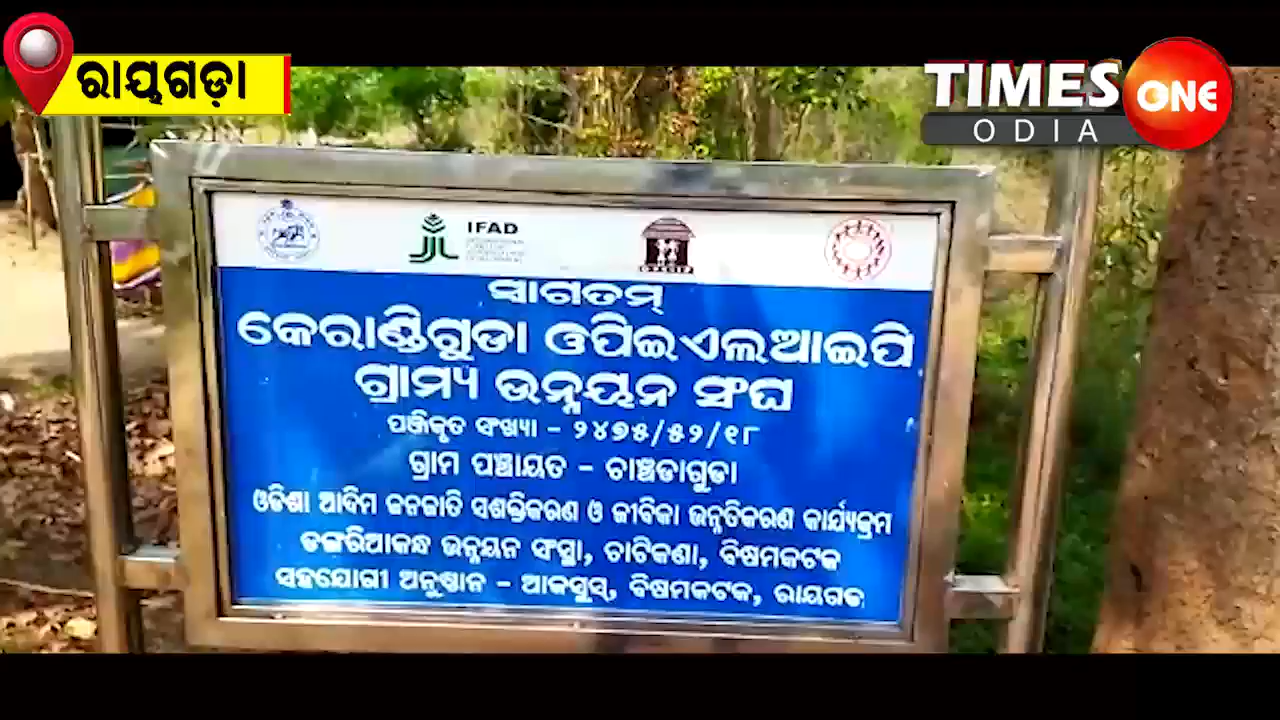 ରାୟଗଡ଼ା
TIMES ONE
ODIA
IFAD
ସ୍ୱାଗତମ୍
କେରାଣ୍ଡିଗୁଡା ଓପିଇଏଲଆଇପି
ଗ୍ରାମ୍ୟ ଉନ୍ନୟନ ସଂଘ
ପଞ୍ଜିକୃତ ସଂଖ୍ୟା - ୨୪୭୫/୫୨/୧୮
ଗ୍ରାମ ପଞ୍ଚାୟତ - ଚାଞ୍ଚଡାଗୁଡା
ଓଡିଶା ଆଦିମ ଜନଜାତି ସଶକ୍ତିକରଣ ଓ ଜୀବିକା ଉନ୍ନତିକରଣ କାର୍ଯ୍ୟକ୍ରମ
ଡଙ୍ଗରିଆକନ୍ଧ ଉନ୍ନୟନ ସଂସ୍ଥା, ଚାଟିକଣା, ବିଷମକଟକ
ସହଯୋଗୀ ଅନୁଷ୍ଠାନ - ଆକସୁସ୍, ବିଷମକଟକ, ରାୟଗଡ